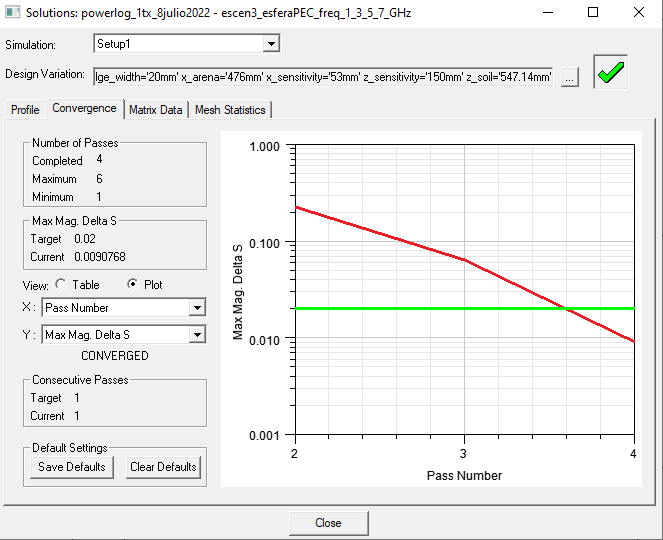 Solutions: powerlog_1tx_8julio2022 - escen3_esferaPEC_freq_1_3_5_7_GHz
Simulation: Setup1
Design Variation: lge_width='20mm' x_arena='476mm' x_sensitivity='53mm' z_sensitivity='150mm' z_soil='547.14mm' ...
Profile Convergence Matrix Data Mesh Statistics
Number of Passes
Completed 4
Maximum 6
Minimum 1
Max Mag. Delta S
Target 0.02
Current 0.0090768
View: Table Plot
X : Pass Number
Y : Max Mag. Delta S
CONVERGED
Consecutive Passes
Target 1
Current 1
Default Settings
Save Defaults Clear Defaults
Max Mag. Delta S
1.000
0.100
0.010
0.001
2 3 4
Pass Number
Close